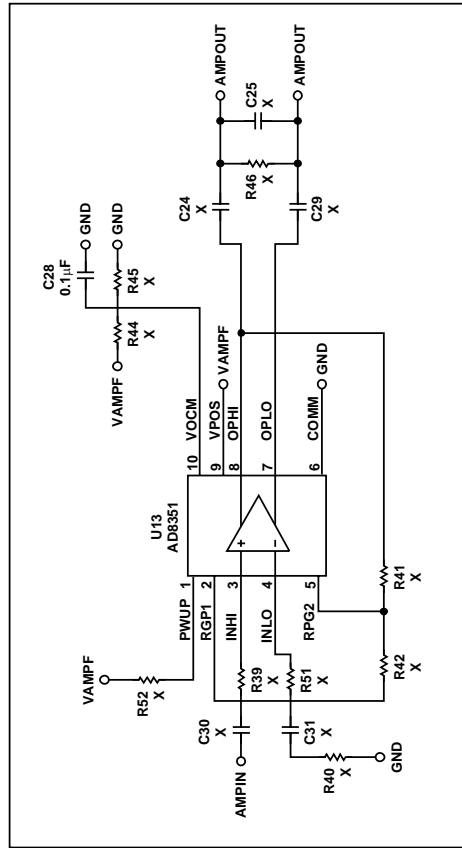 AMPOUT
AMPOUT
C25
X
R46
X
C24
X
C29
X
GND
GND
C28
0.1µF
R45
X
R44
X
VAMPF
VOCM
VPOS
VAMPF
OPHI
OPLO
COMM
GND
10
9
8
7
6
U13
AD8351
+
–
1
2
3
4
5
PWUP
RGP1
INHI
INLO
RPG2
VAMPF
R52
X
R39
X
R51
X
C30
X
C31
X
AMPIN
R40
X
GND
R41
X
R42
X